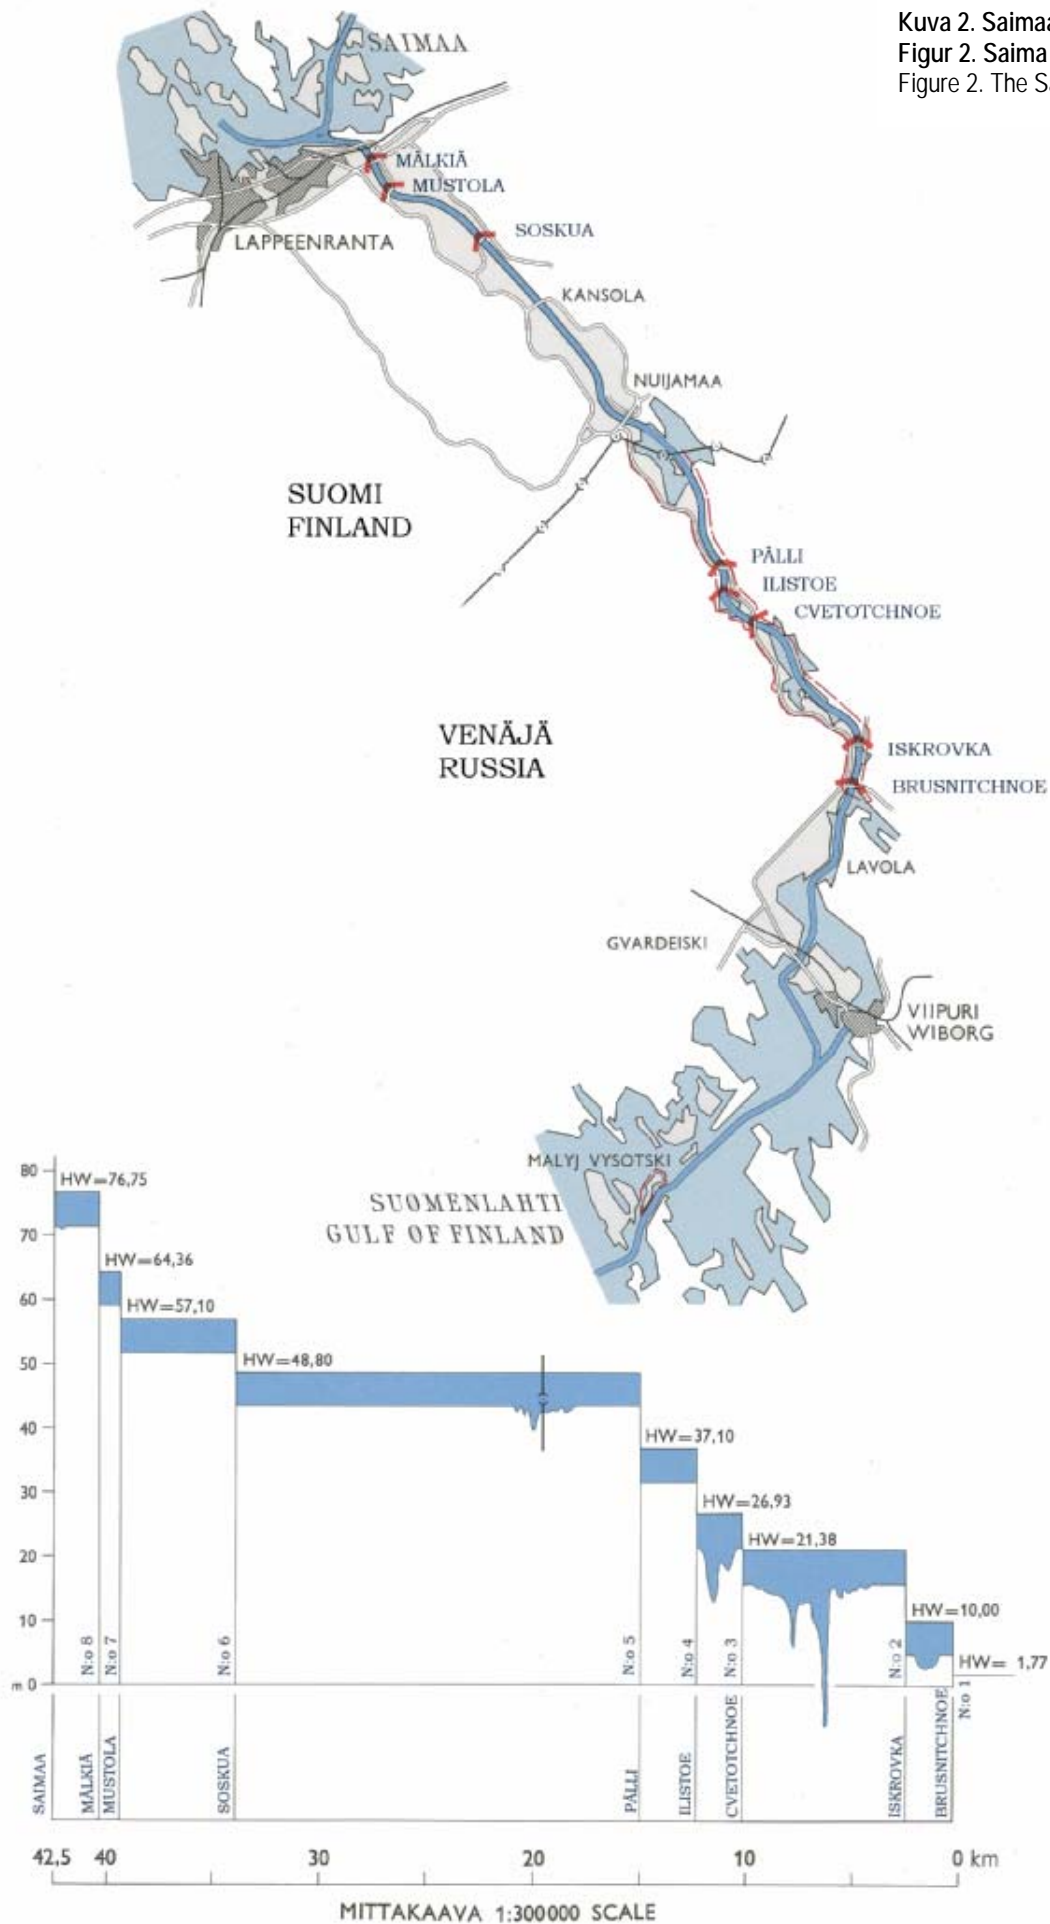 Kuva 2. Saimaa
Figur 2. Saima
Figure 2. The Sa
SAIMAA
MÄLKIÄ
MUSTOLA
SOSKUA
LAPPEENRANTA
KANSOLA
NUIJAMAA
SUOMI
FINLAND
PÄLLI
ILISTOE
CVETOTCHNOE
VENÄJÄ
RUSSIA
ISKROVKA
BRUSNITCHNOE
LAVOLA
GVARDEISKI
VIIPURI
WIBORG
MALYJ VYSOTSKI
SUOMENLAHTI
GULF OF FINLAND
80
70
60
50
40
30
20
10
m 0
HW=76,75
HW=64,36
HW=57,10
HW=48,80
HW=37,10
HW=26,93
HW=21,38
HW=10,00
HW= 1,77
N:o 8
N:o 7
N:o 6
N:o 5
N:o 4
N:o 3
N:o 2
N:o 1
SAIMAA
MÄLKIÄ
MUSTOLA
SOSKUA
PÄLLI
ILISTOE
CVETOTCHNOE
ISKROVKA
BRUSNITCHNOE
42,5 40 30 20 10 0 km
MITTAKAAVA 1:300000 SCALE